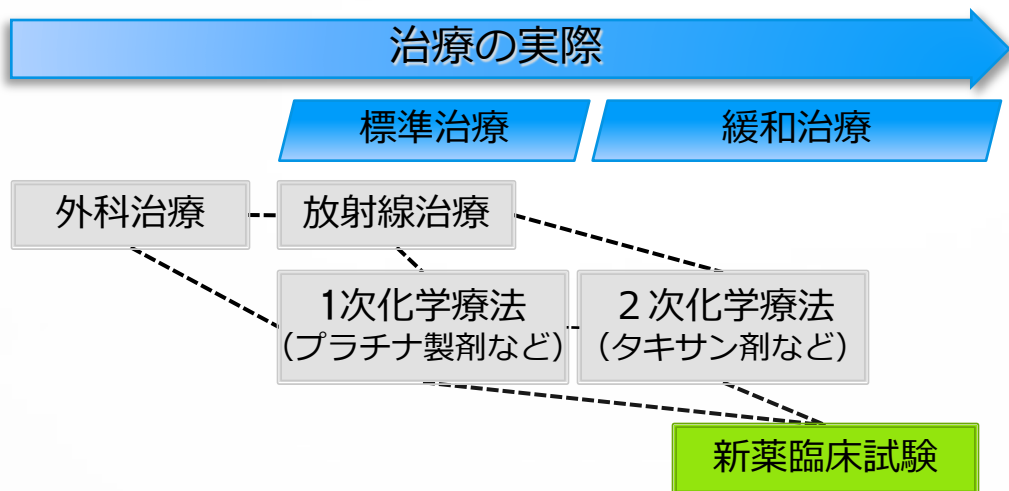 治療の実際
標準治療
緩和治療
外科治療
放射線治療
1次化学療法
(プラチナ製剤など)
２次化学療法
(タキサン剤など)
新薬臨床試験